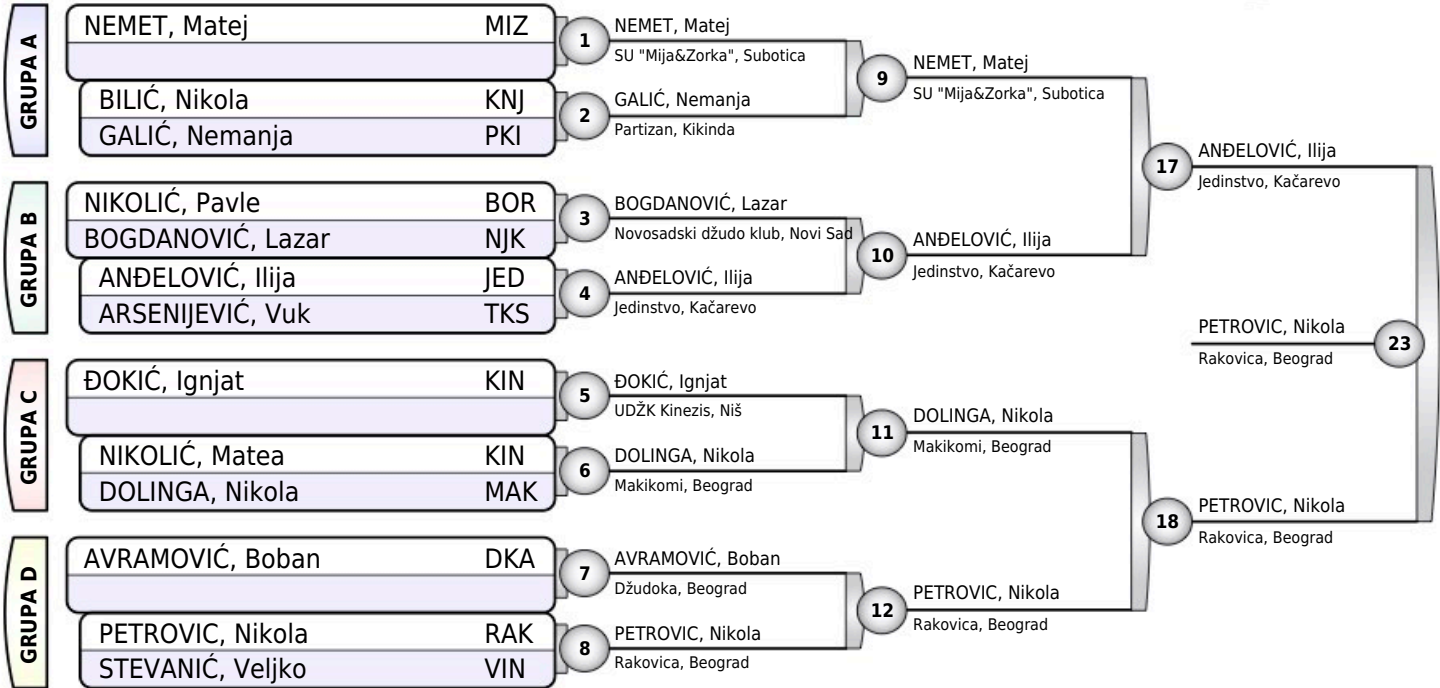 GRUPA A
NEMET, Matej MIZ
BILIĆ, Nikola KNJ
GALIĆ, Nemanja PKI
GRUPA B
NIKOLIĆ, Pavle BOR
BOGDANOVIĆ, Lazar NJK
ANĐELOVIĆ, Ilija JED
ARSENIJEVIĆ, Vuk TKS
GRUPA C
ĐOKIĆ, Ignjat KIN
NIKOLIĆ, Matea KIN
DOLINGA, Nikola MAK
GRUPA D
AVRAMOVIĆ, Boban DKA
PETROVIC, Nikola RAK
STEVANIĆ, Veljko VIN
1
NEMET, Matej
SU "Mija&Zorka", Subotica
2
GALIĆ, Nemanja
Partizan, Kikinda
3
BOGDANOVIĆ, Lazar
Novosadski džudo klub, Novi Sad
4
ANĐELOVIĆ, Ilija
Jedinstvo, Kačarevo
5
ĐOKIĆ, Ignjat
UDŽK Kinezis, Niš
6
DOLINGA, Nikola
Makikomi, Beograd
7
AVRAMOVIĆ, Boban
Džudoka, Beograd
8
PETROVIC, Nikola
Rakovica, Beograd
9
NEMET, Matej
SU "Mija&Zorka", Subotica
10
ANĐELOVIĆ, Ilija
Jedinstvo, Kačarevo
11
DOLINGA, Nikola
Makikomi, Beograd
12
PETROVIC, Nikola
Rakovica, Beograd
17
ANĐELOVIĆ, Ilija
Jedinstvo, Kačarevo
18
PETROVIC, Nikola
Rakovica, Beograd
PETROVIC, Nikola
Rakovica, Beograd
23